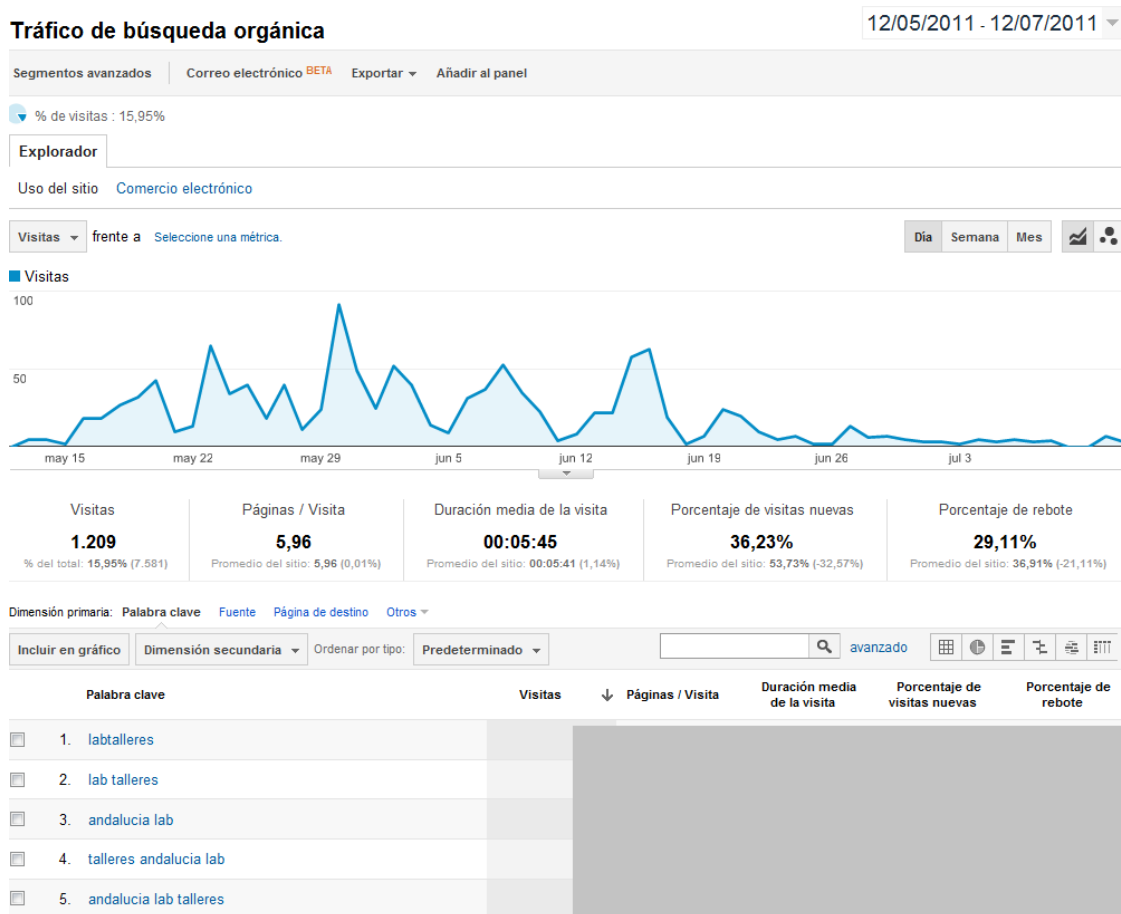 Tráfico de búsqueda orgánica
12/05/2011 - 12/07/2011
Segmentos avanzados Correo electrónico BETA Exportar Añadir al panel
% de visitas : 15,95%
Explorador
Uso del sitio Comercio electrónico
Visitas frente a Seleccione una métrica. Día Semana Mes
Visitas
100
50
may 15 may 22 may 29 jun 5 jun 12 jun 19 jun 26 jul 3
Visitas Páginas / Visita Duración media de la visita Porcentaje de visitas nuevas Porcentaje de rebote
1.209 5,96 00:05:45 36,23% 29,11%
% del total: 15,95% (7.581) Promedio del sitio: 5,96 (0,01%) Promedio del sitio: 00:05:41 (1,14%) Promedio del sitio: 53,73% (-32,57%) Promedio del sitio: 36,91% (-21,11%)
Dimensión primaria: Palabra clave Fuente Página de destino Otros
Incluir en gráfico Dimensión secundaria Ordenar por tipo: Predeterminado avanzado
Palabra clave Visitas Páginas / Visita Duración media de la visita Porcentaje de visitas nuevas Porcentaje de rebote
1. labtalleres
2. lab talleres
3. andalucia lab
4. talleres andalucia lab
5. andalucia lab talleres